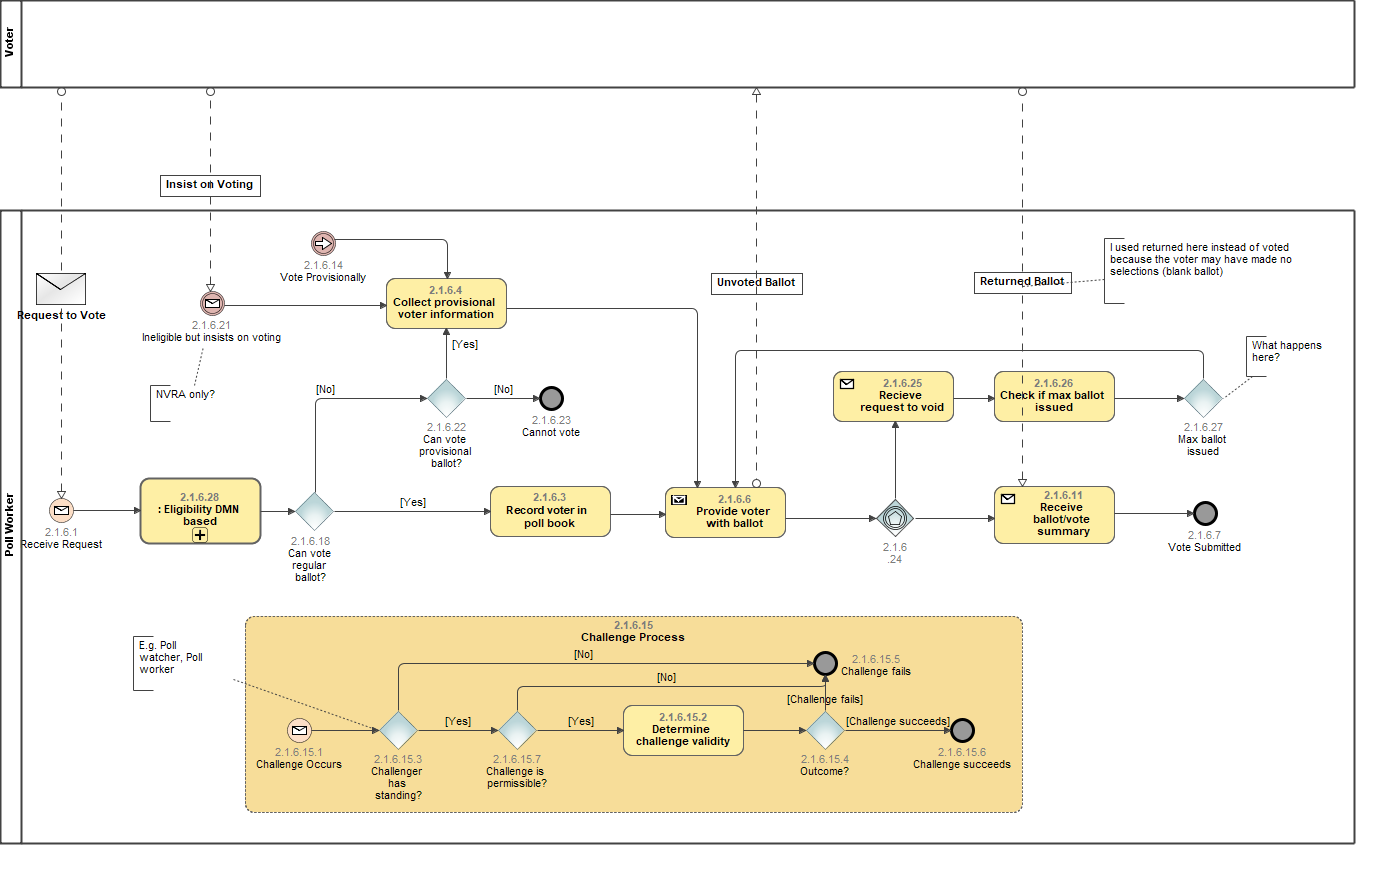 Voter
Insist on Voting
Poll Worker
Request to Vote
2.1.6.14
Vote Provisionally
2.1.6.21
Ineligible but insists on voting
NVRA only?
2.1.6.4
Collect provisional
voter information
[Yes]
[No]
[No]
2.1.6.22
Can vote
provisional
ballot?
2.1.6.23
Cannot vote
Unvoted Ballot
Returned Ballot
I used returned here instead of voted
because the voter may have made no
selections (blank ballot)
What happens
here?
2.1.6.25
Recieve
request to void
2.1.6.26
Check if max ballot
issued
2.1.6.27
Max ballot
issued
2.1.6.1
Receive Request
2.1.6.28
: Eligibility DMN
based
2.1.6.18
Can vote
regular
ballot?
[Yes]
2.1.6.3
Record voter in
poll book
2.1.6.6
Provide voter
with ballot
2.1.6
.24
2.1.6.11
Receive
ballot/vote
summary
2.1.6.7
Vote Submitted
2.1.6.15
Challenge Process
E.g. Poll
watcher, Poll
worker
[No]
[No]
2.1.6.15.5
Challenge fails
[Challenge fails]
2.1.6.15.1
Challenge Occurs
[Yes]
2.1.6.15.3
Challenger
has
standing?
[Yes]
2.1.6.15.7
Challenge is
permissible?
2.1.6.15.2
Determine
challenge validity
2.1.6.15.4
Outcome?
[Challenge succeeds]
2.1.6.15.6
Challenge succeeds